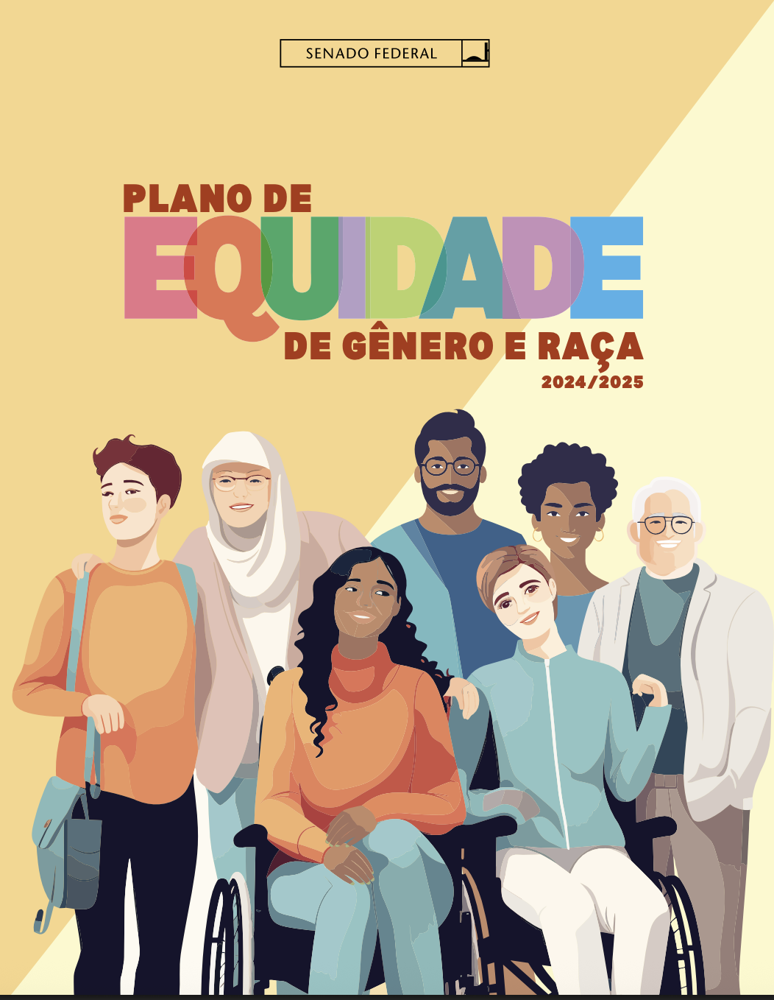 SENADO FEDERAL
PLANO DE
EQUIDADE
DE GÊNERO E RAÇA
2024/2025